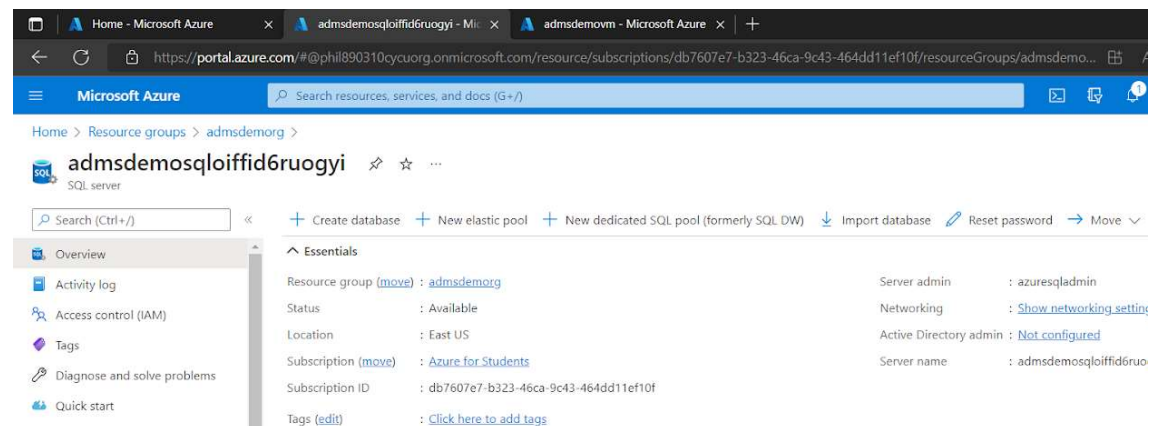 Home - Microsoft Azure admsdemosqloiffid6ruogyi - Mic admsdemovm - Microsoft Azure
https://portal.azure.com/#@phil890310cycuorg.onmicrosoft.com/resource/subscriptions/db7607e7-b323-46ca-9c43-464dd11ef10f/resourceGroups/admsdemo...
Microsoft Azure Search resources, services, and docs (G+/)
Home > Resource groups > admsdemorg >
admsdemosqloiffid6ruogyi ...
SQL
SQL server
Search (Ctrl+/) « + Create database + New elastic pool + New dedicated SQL pool (formerly SQL DW) Import database Reset password → Move
Overview Essentials
Activity log Resource group (move) : admsdemorg Server admin : azuresqladmin
Access control (IAM) Status : Available Networking : Show networking setting
Tags Location : East US Active Directory admin : Not configured
Diagnose and solve problems Subscription (move) : Azure for Students Server name : admsdemosqloiffid6ruo
Quick start Subscription ID : db7607e7-b323-46ca-9c43-464dd11ef10f
Tags (edit) : Click here to add tags